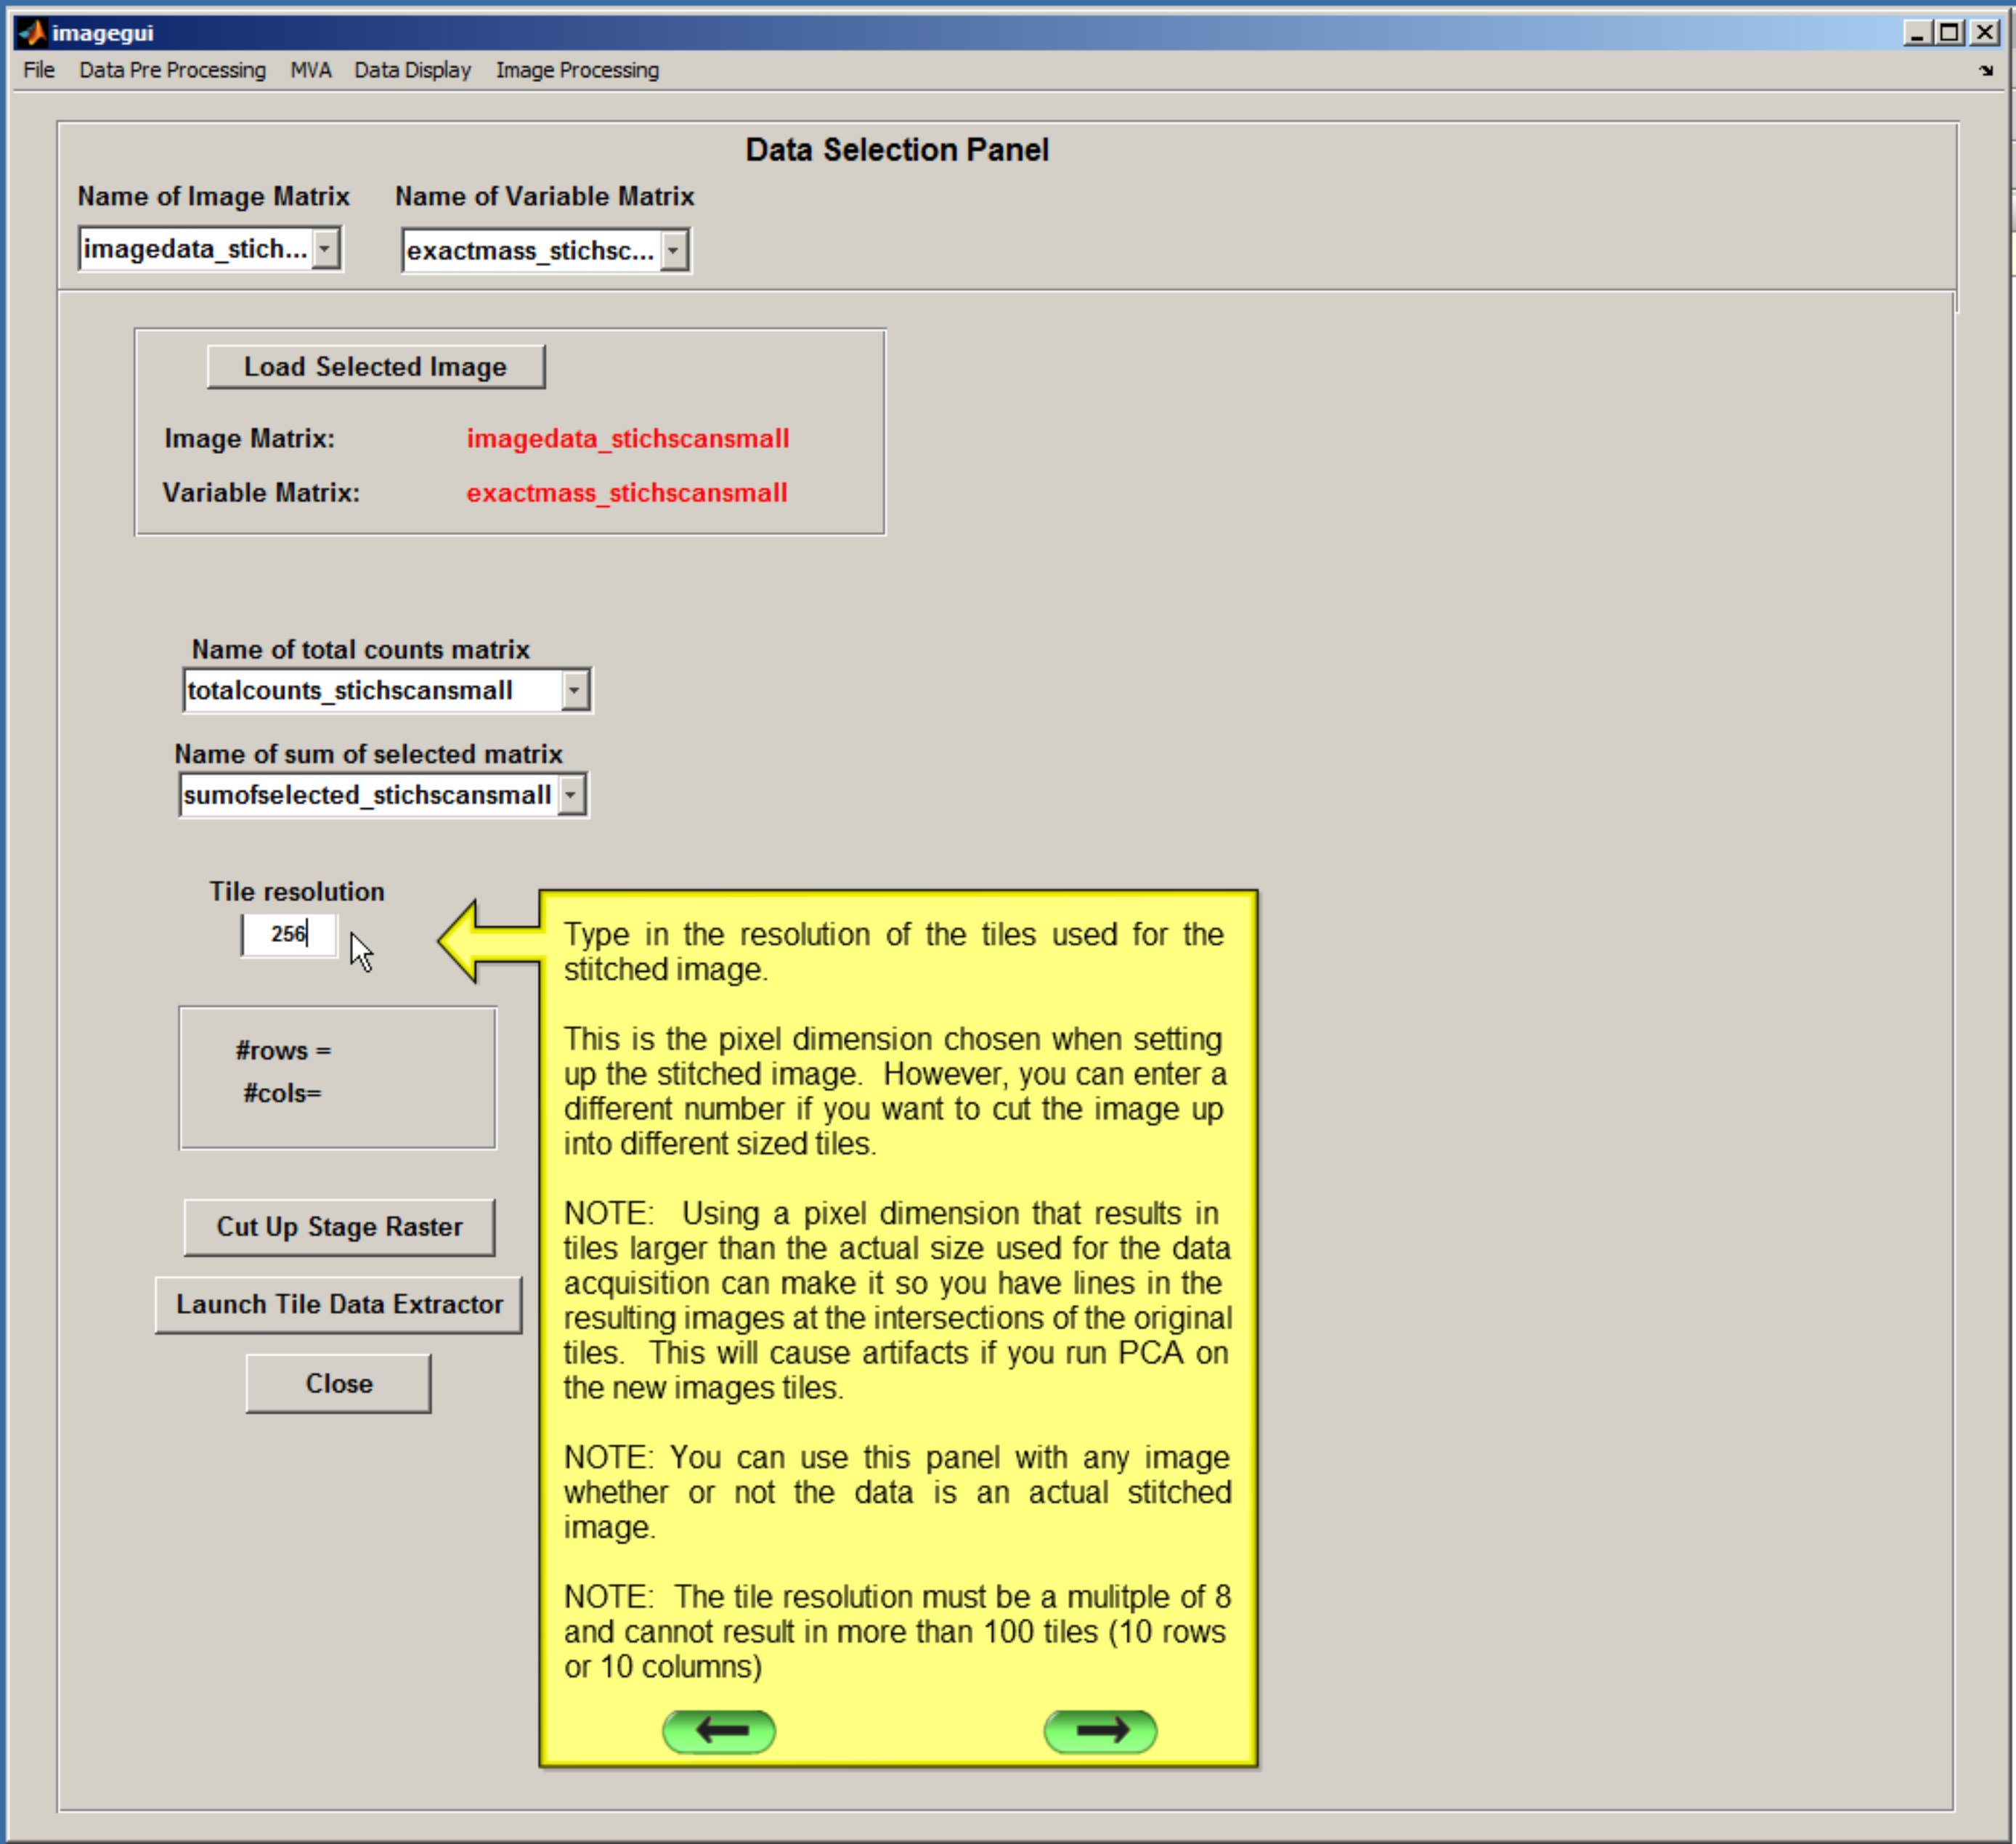 imagegui
File Data Pre Processing MVA Data Display Image Processing
Data Selection Panel
Name of Image Matrix Name of Variable Matrix
imagedata_stich... exactmass_stichsc...
Load Selected Image
Image Matrix: imagedata_stichscansmall
Variable Matrix: exactmass_stichscansmall
Name of total counts matrix
totalcounts_stichscansmall
Name of sum of selected matrix
sumofselected_stichscansmall
Tile resolution
256
#rows =
#cols=
Cut Up Stage Raster
Launch Tile Data Extractor
Close
Type in the resolution of the tiles used for the
stitched image.
This is the pixel dimension chosen when setting
up the stitched image. However, you can enter a
different number if you want to cut the image up
into different sized tiles.
NOTE: Using a pixel dimension that results in
tiles larger than the actual size used for the data
acquisition can make it so you have lines in the
resulting images at the intersections of the original
tiles. This will cause artifacts if you run PCA on
the new images tiles.
NOTE: You can use this panel with any image
whether or not the data is an actual stitched
image.
NOTE: The tile resolution must be a mulitple of 8
and cannot result in more than 100 tiles (10 rows
or 10 columns)